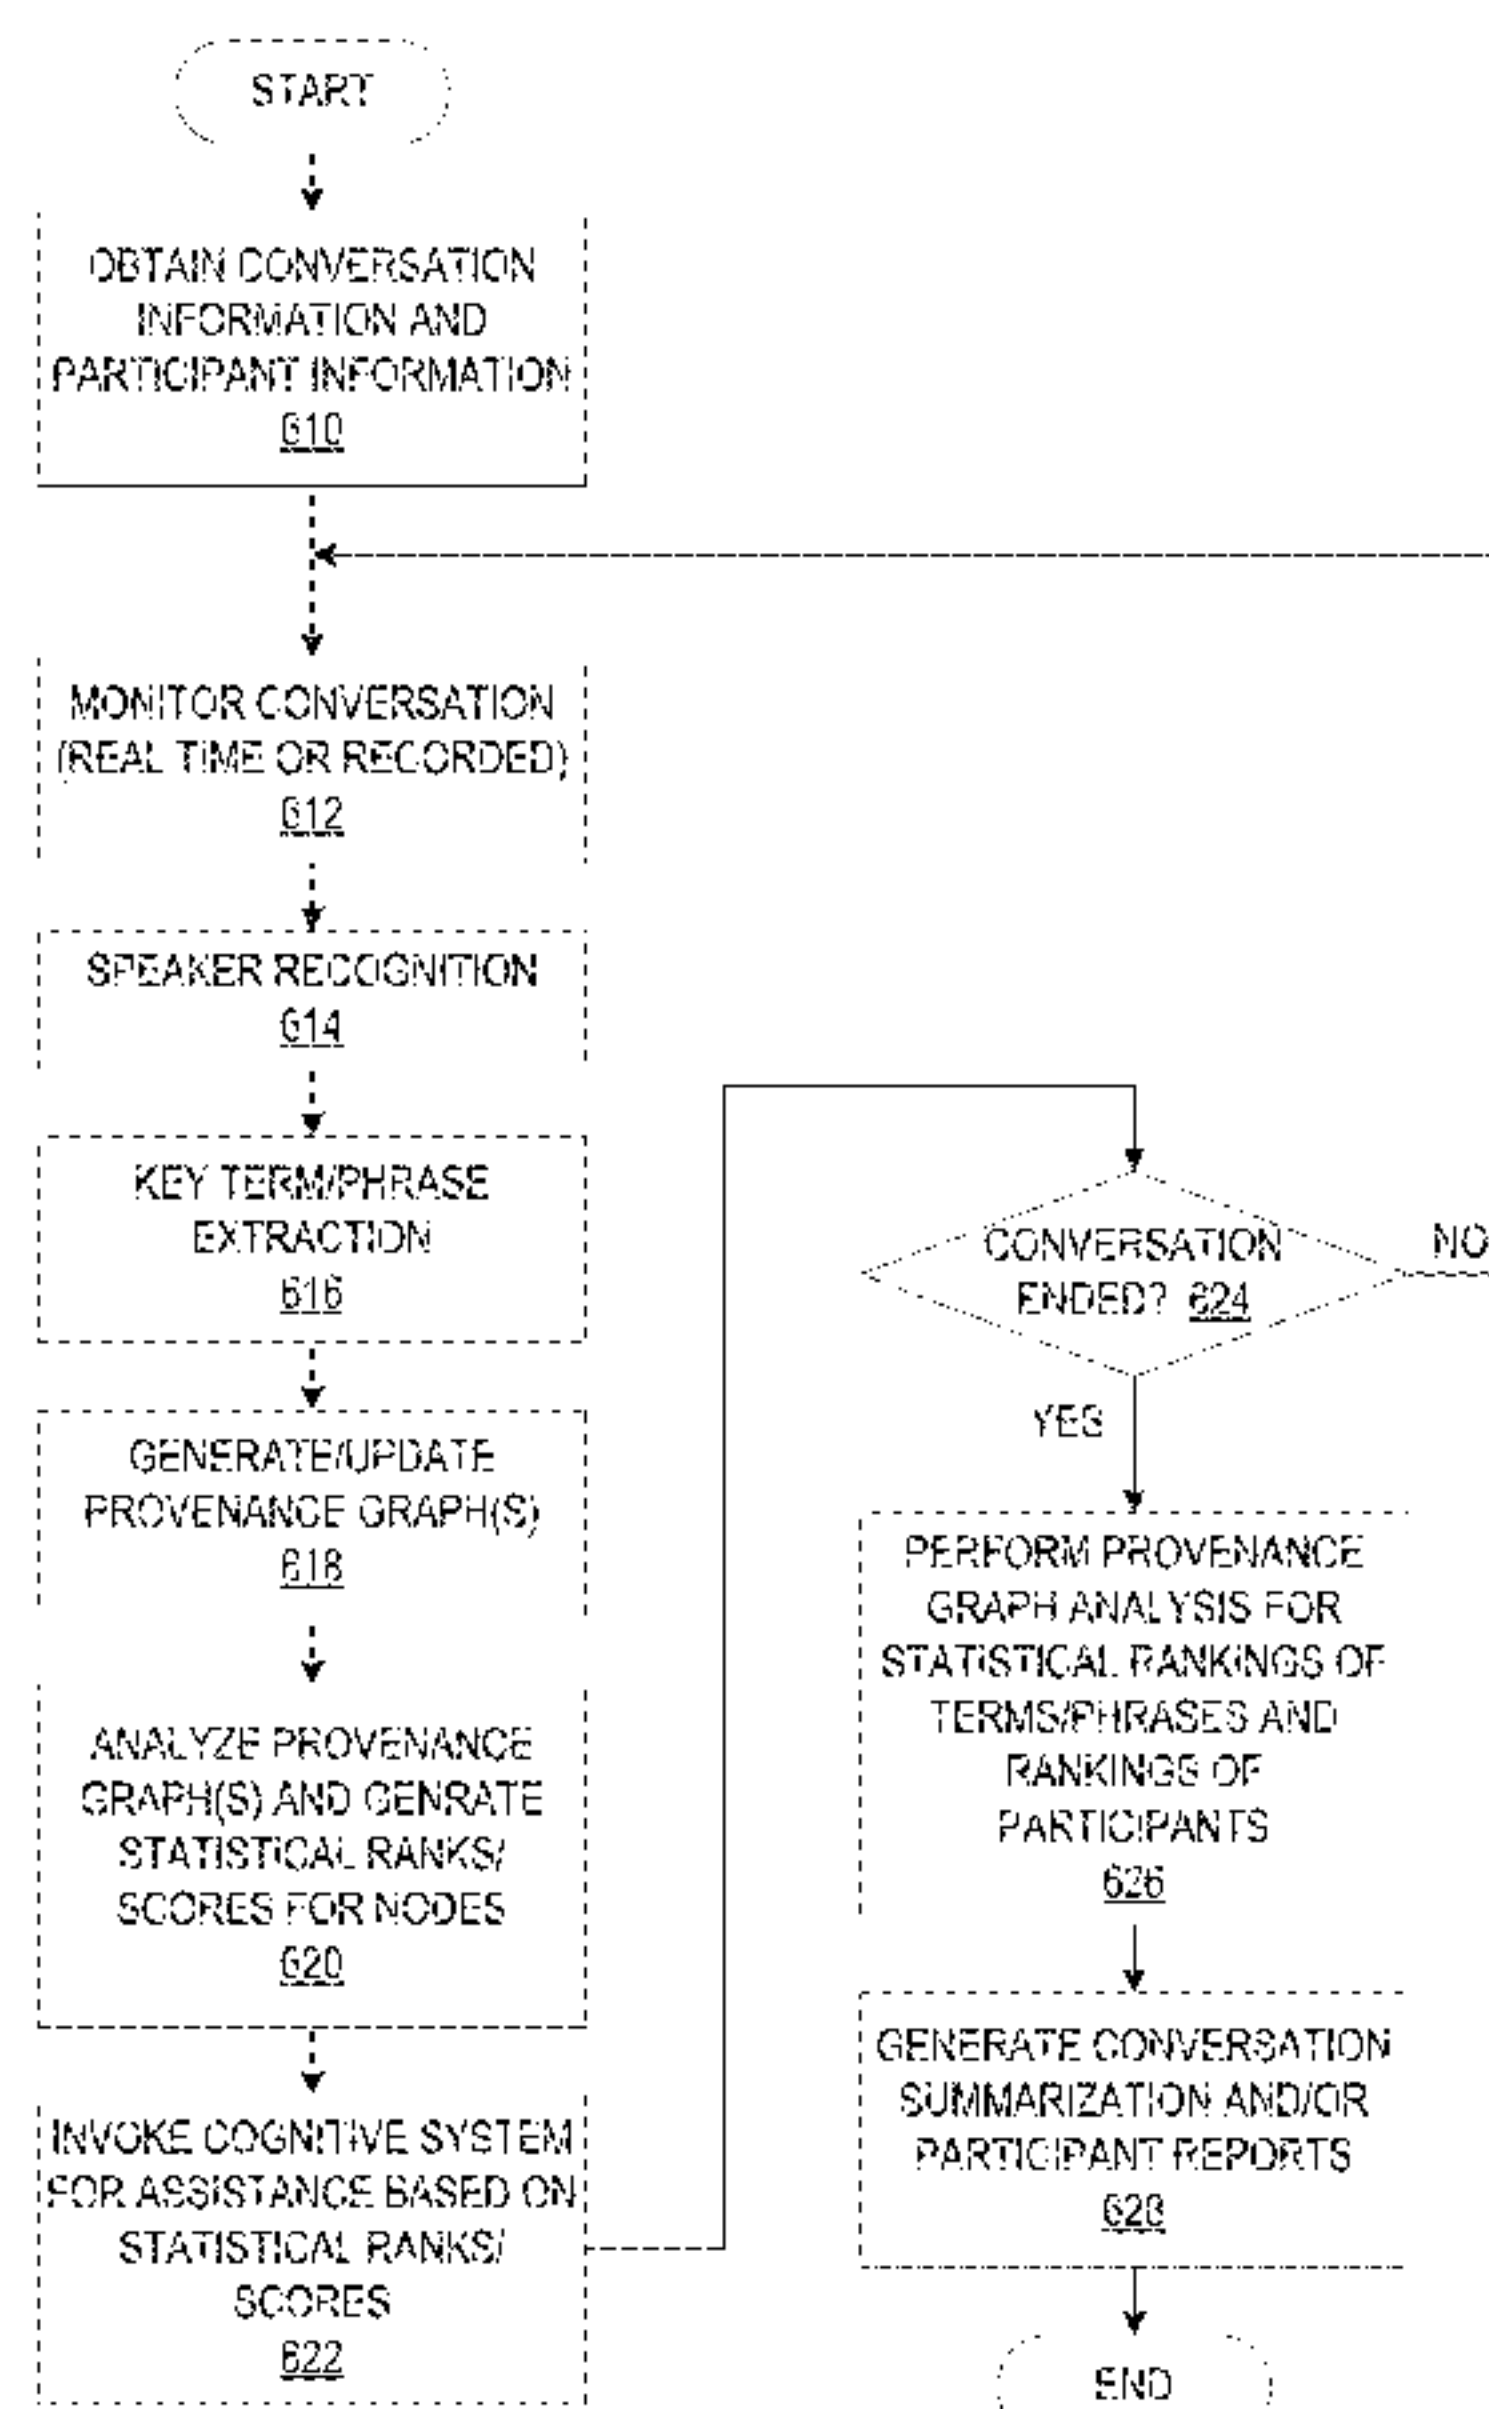 START
OBTAIN CONVERSATION
INFORMATION AND
PARTICIPANT INFORMATION
610
MONITOR CONVERSATION
(REAL TIME OR RECORDED)
612
SPEAKER RECOGNITION
614
KEY TERM/PHRASE
EXTRACTION
616
GENERATE/UPDATE
PROVENANCE GRAPH(S)
618
ANALYZE PROVENANCE
GRAPH(S) AND GENRATE
STATISTICAL RANKS/
SCORES FOR NODES
620
INVOKE COGNITIVE SYSTEM
FOR ASSISTANCE BASED ON
STATISTICAL RANKS/
SCORES
622
CONVERSATION
ENDED? 624
NO
YES
PERFORM PROVENANCE
GRAPH ANALYSIS FOR
STATISTICAL RANKINGS OF
TERMS/PHRASES AND
RANKINGS OF
PARTICIPANTS
626
GENERATE CONVERSATION
SUMMARIZATION AND/OR
PARTICIPANT REPORTS
628
END